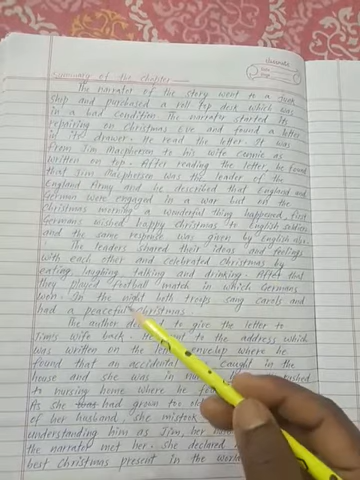 Summary of the chapter
The narrator of the story went to a junk
shop and purchased a roll top desk which was
in a bad condition. The narrator started its
repairing on Christmas Eve and found a letter
in its drawer. He read the letter. It was
from Jim Macpherson to his wife Connie as
written on top. After reading the letter, he found
that Jim Macpherson was the leader of the
England Army and he described that England and
German were engaged in a war but on the
Christmas morning a wonderful thing happened, first
Germans wished happy christmas to English soldiers
and the same response was given by English also.
The leaders shared their ideas and feelings
with each other and celebrated christmas by
eating, laughing talking and drinking. After that
they played football match in which Germans
won. In the night both troops sang carols and
had a peaceful christmas.
The auther to give the letter to
Jim's wife back. He went to the address which
was written on the envelop where he
found that an accidental caught in the
house and she was in
to nursing home where he
As she had grown too
of her husband, she mistook
understanding him as Jim, her
the narrator met her. she declared
best christmas present in the world